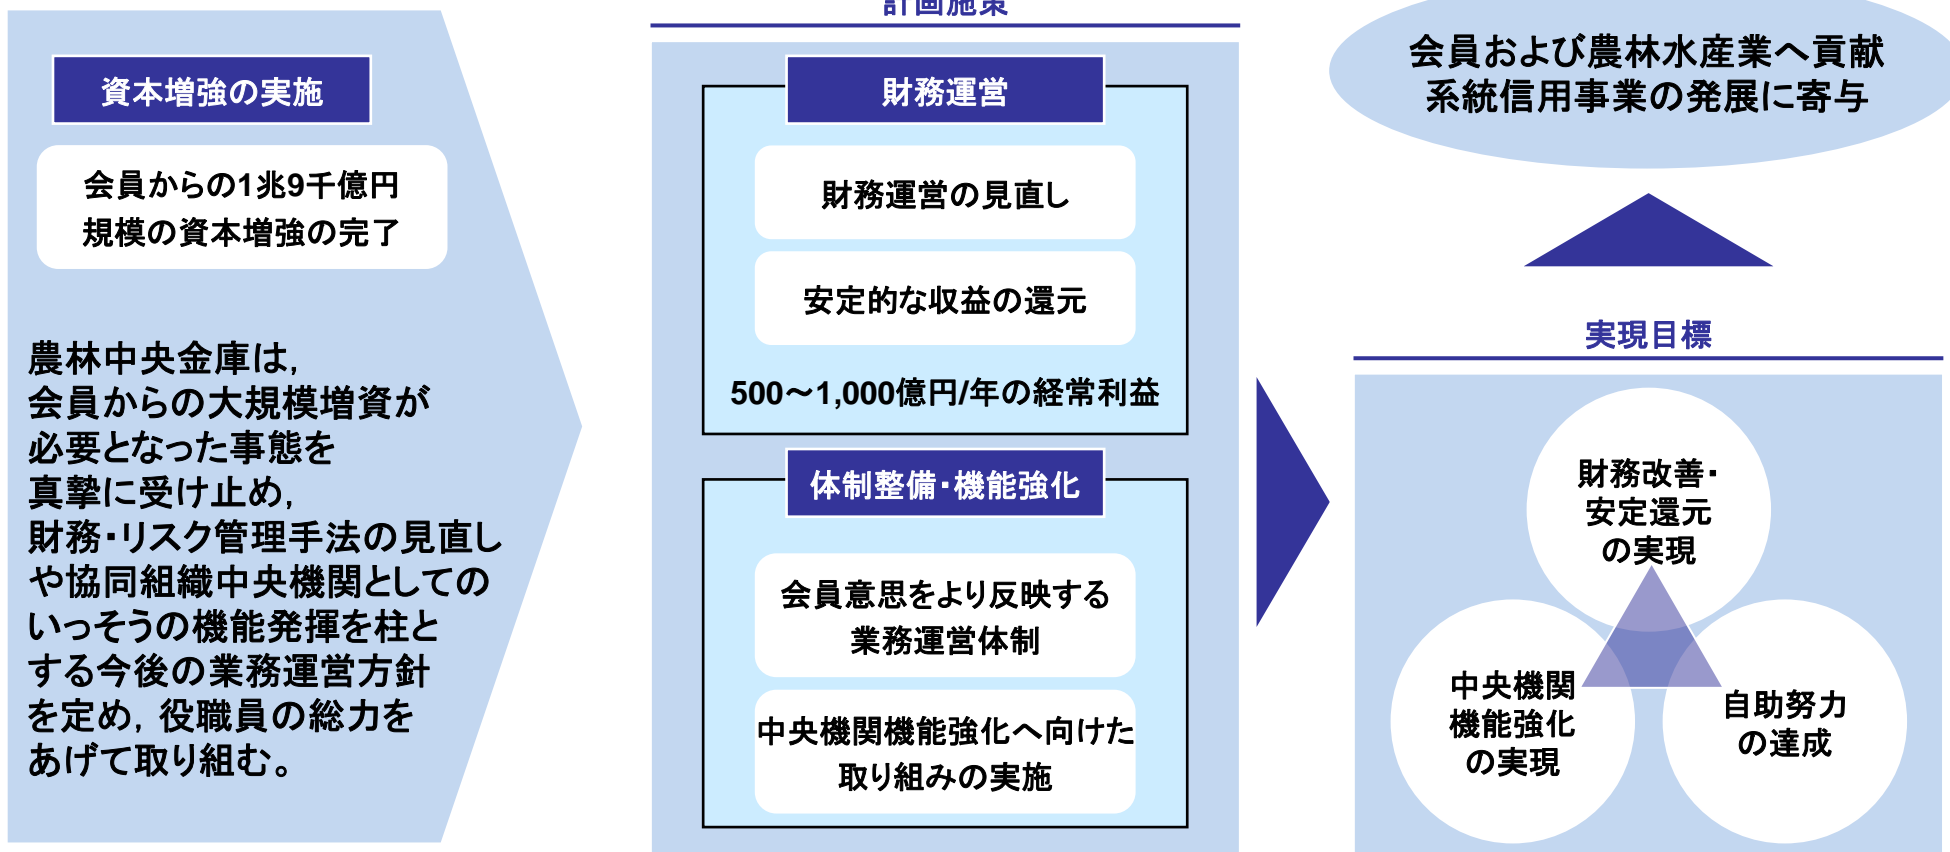 資本増強の実施
会員からの1兆9千億円
規模の資本増強の完了
農林中央金庫は，
会員からの大規模増資が
必要となった事態を
真摯に受け止め，
財務・リスク管理手法の見直し
や協同組織中央機関としての
いっそうの機能発揮を柱と
する今後の業務運営方針
を定め，役職員の総力を
あげて取り組む。
計画施策
財務運営
財務運営の見直し
安定的な収益の還元
500～1,000億円/年の経常利益
体制整備・機能強化
会員意思をより反映する
業務運営体制
中央機関機能強化へ向けた
取り組みの実施
会員および農林水産業へ貢献
系統信用事業の発展に寄与
実現目標
財務改善・
安定還元
の実現
中央機関
機能強化
の実現
自助努力
の達成